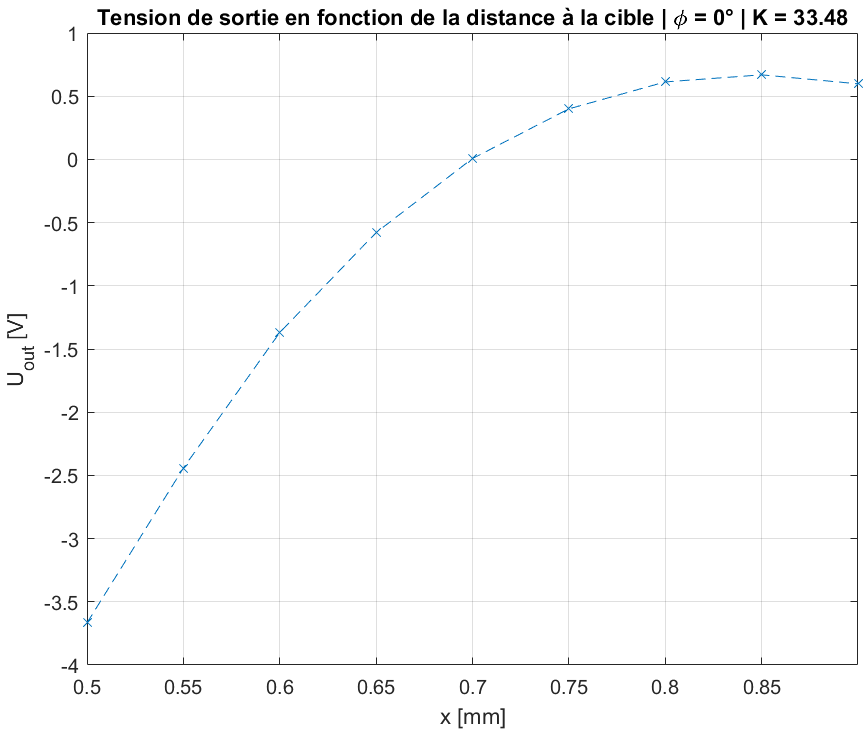 Tension de sortie en fonction de la distance à la cible | ϕ = 0° | K = 33.48
1
0.5
0
-0.5
-1
-1.5
-2
-2.5
-3
-3.5
-4
U_out [V]
0.5 0.55 0.6 0.65 0.7 0.75 0.8 0.85
x [mm]